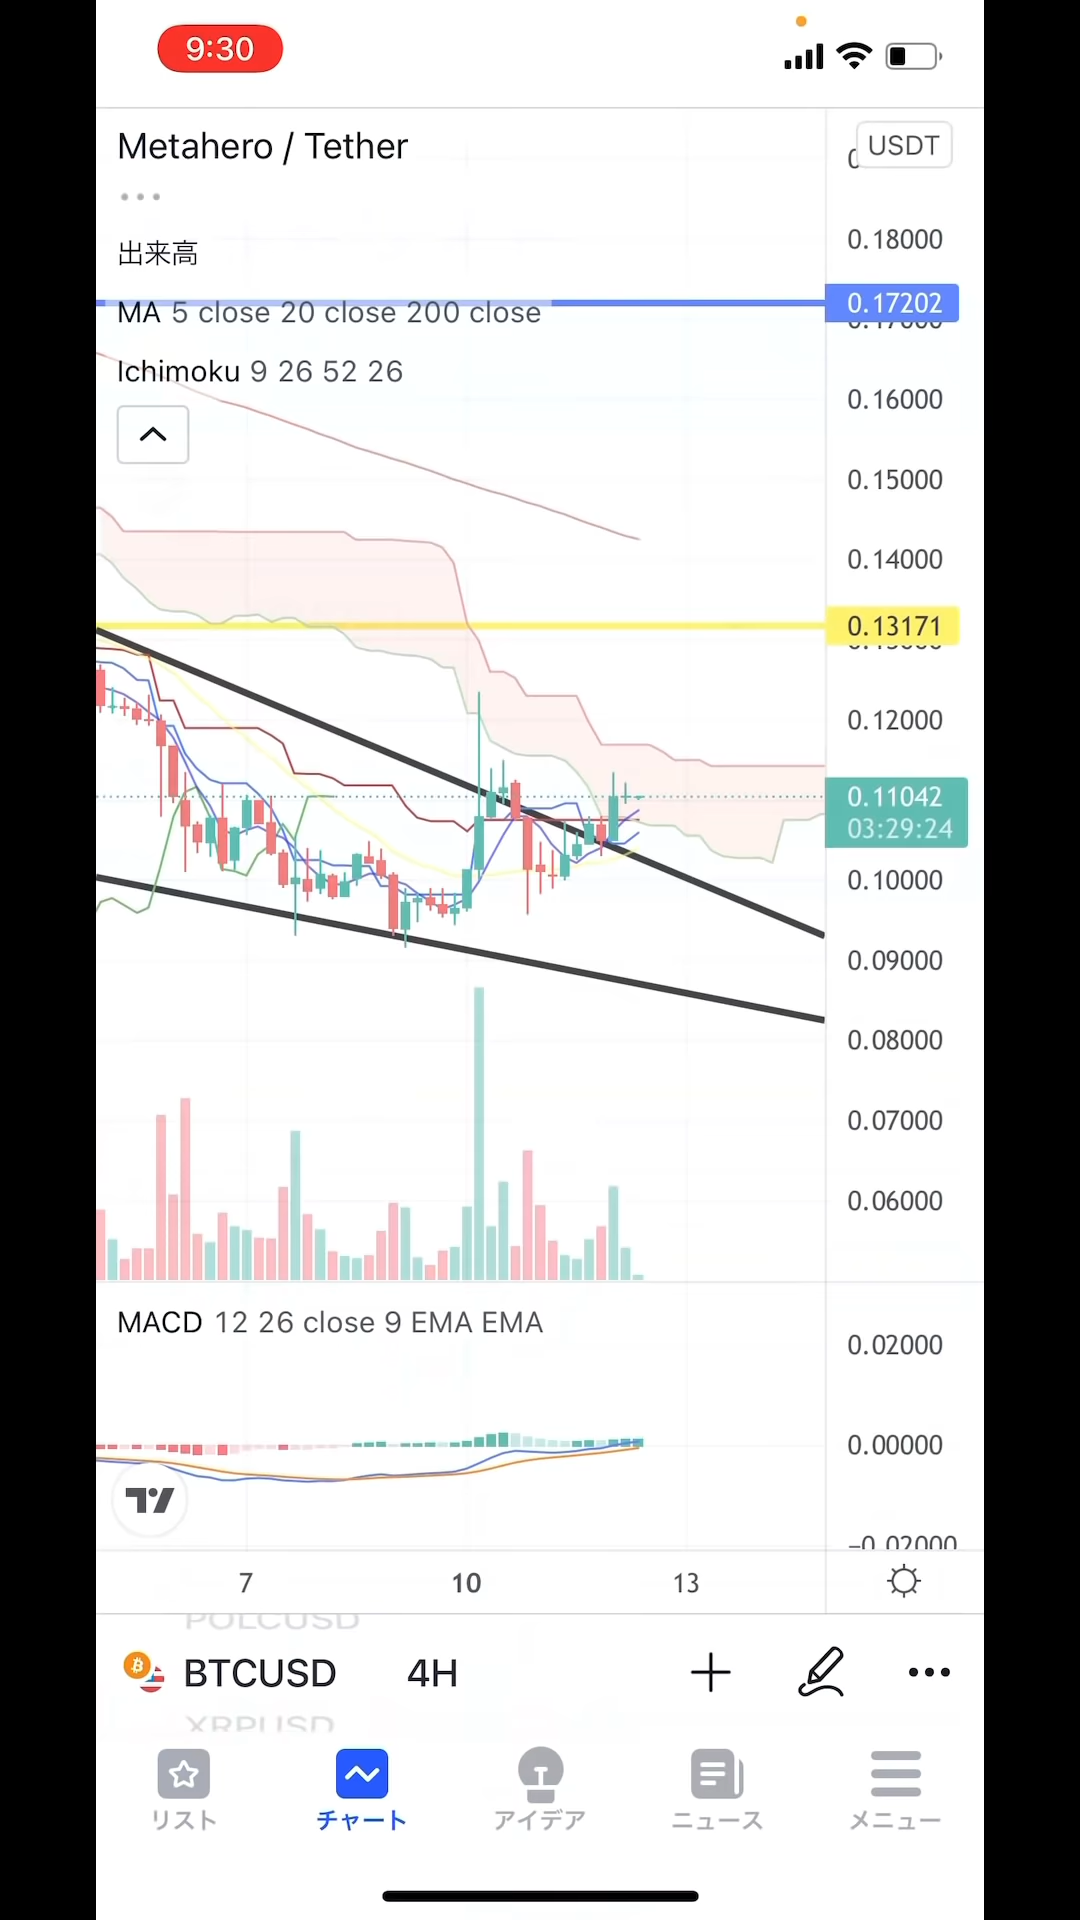 9:30
Metahero / Tether
USDT
出来高
0.18000
0.17202
MA 5 close 20 close 200 close
Ichimoku 9 26 52 26
0.16000
0.15000
0.14000
0.13171
0.12000
0.11042
03:29:24
0.10000
0.09000
0.08000
0.07000
0.06000
MACD 12 26 close 9 EMA EMA
0.02000
0.00000
−0.02000
7 10 13
POLCUSD
BTCUSD 4H
XRPUSD
リスト チャート アイデア ニュース メニュー